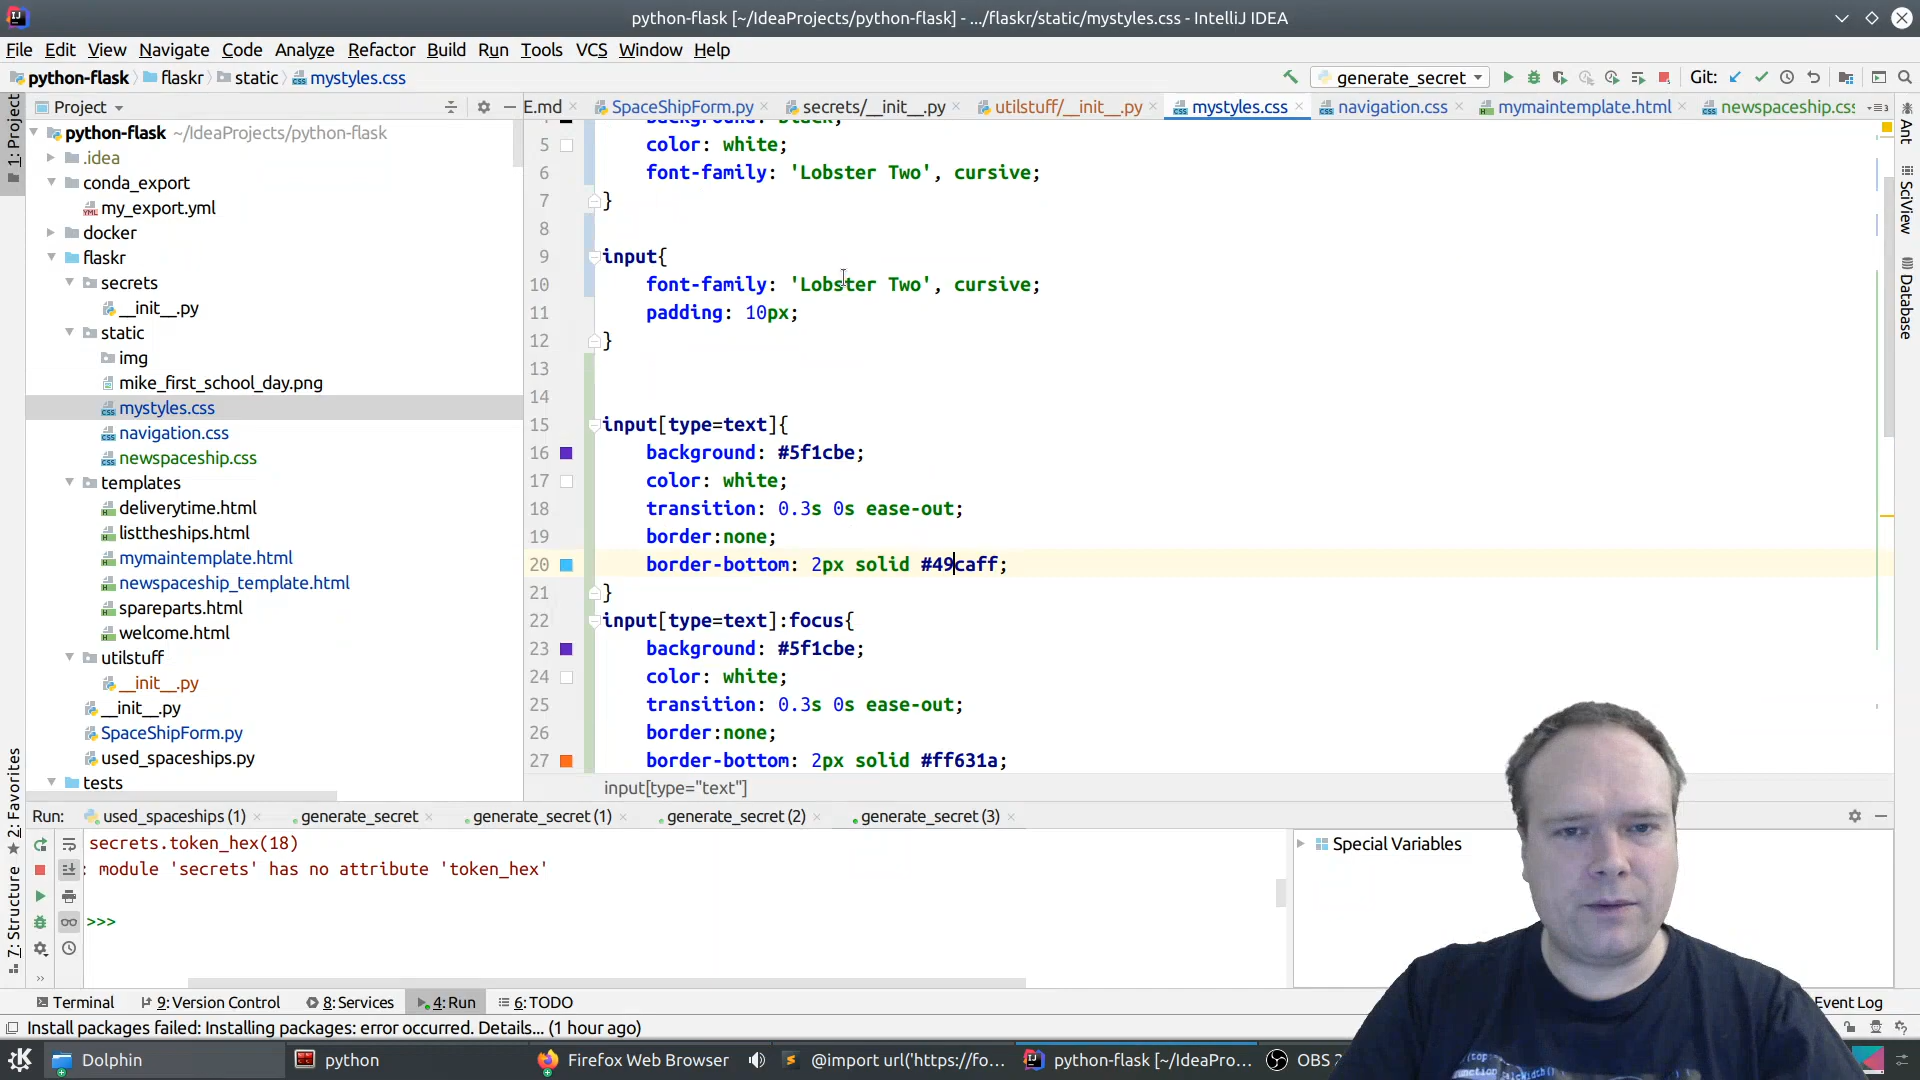 python-flask [~/IdeaProjects/python-flask] - .../flaskr/static/mystyles.css - IntelliJ IDEA
File Edit View Navigate Code Analyze Refactor Build Run Tools VCS Window Help
python-flask flaskr static mystyles.css generate_secret Git:
Project E.md SpaceShipForm.py secrets/__init__.py utilstuff/__init__.py mystyles.css navigation.css mymaintemplate.html newspaceship.css
1: Project
python-flask ~/IdeaProjects/python-flask
.idea
conda_export
my_export.yml
docker
flaskr
secrets
__init__.py
static
img
mike_first_school_day.png
mystyles.css
navigation.css
newspaceship.css
templates
deliverytime.html
listtheships.html
mymaintemplate.html
newspaceship_template.html
spareparts.html
welcome.html
utilstuff
__init__.py
__init__.py
SpaceShipForm.py
used_spaceships.py
tests
background: black;
5 color: white;
6 font-family: 'Lobster Two', cursive;
7 }
8
9 input{
10 font-family: 'Lobster Two', cursive;
11 padding: 10px;
12 }
13
14
15 input[type=text]{
16 background: #5f1cbe;
17 color: white;
18 transition: 0.3s 0s ease-out;
19 border:none;
20 border-bottom: 2px solid #49caff;
21 }
22 input[type=text]:focus{
23 background: #5f1cbe;
24 color: white;
25 transition: 0.3s 0s ease-out;
26 border:none;
27 border-bottom: 2px solid #ff631a;
input[type="text"]
Ant
SciView
Database
2: Favorites
7: Structure
Run: used_spaceships (1) generate_secret generate_secret (1) generate_secret (2) generate_secret (3)
secrets.token_hex(18)
: module 'secrets' has no attribute 'token_hex'
>>>
Special Variables
Terminal 9: Version Control 8: Services 4: Run 6: TODO Event Log
Install packages failed: Installing packages: error occurred. Details... (1 hour ago)
Dolphin python Firefox Web Browser @import url('https://fo... python-flask [~/IdeaPro... OBS 2